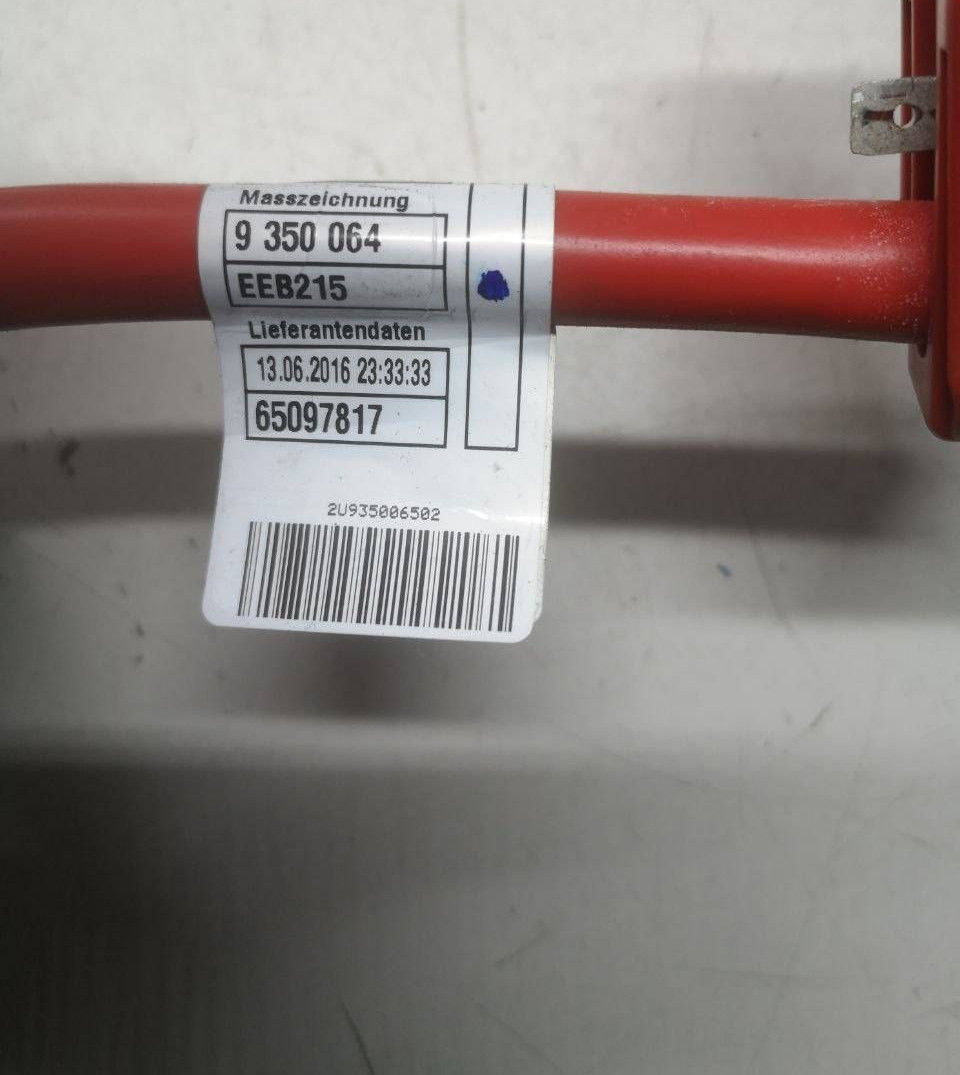 Masszeichnung
9 350 064
EEB215
Lieferantendaten
13.06.2016 23:33:33
65097817
2U935006502